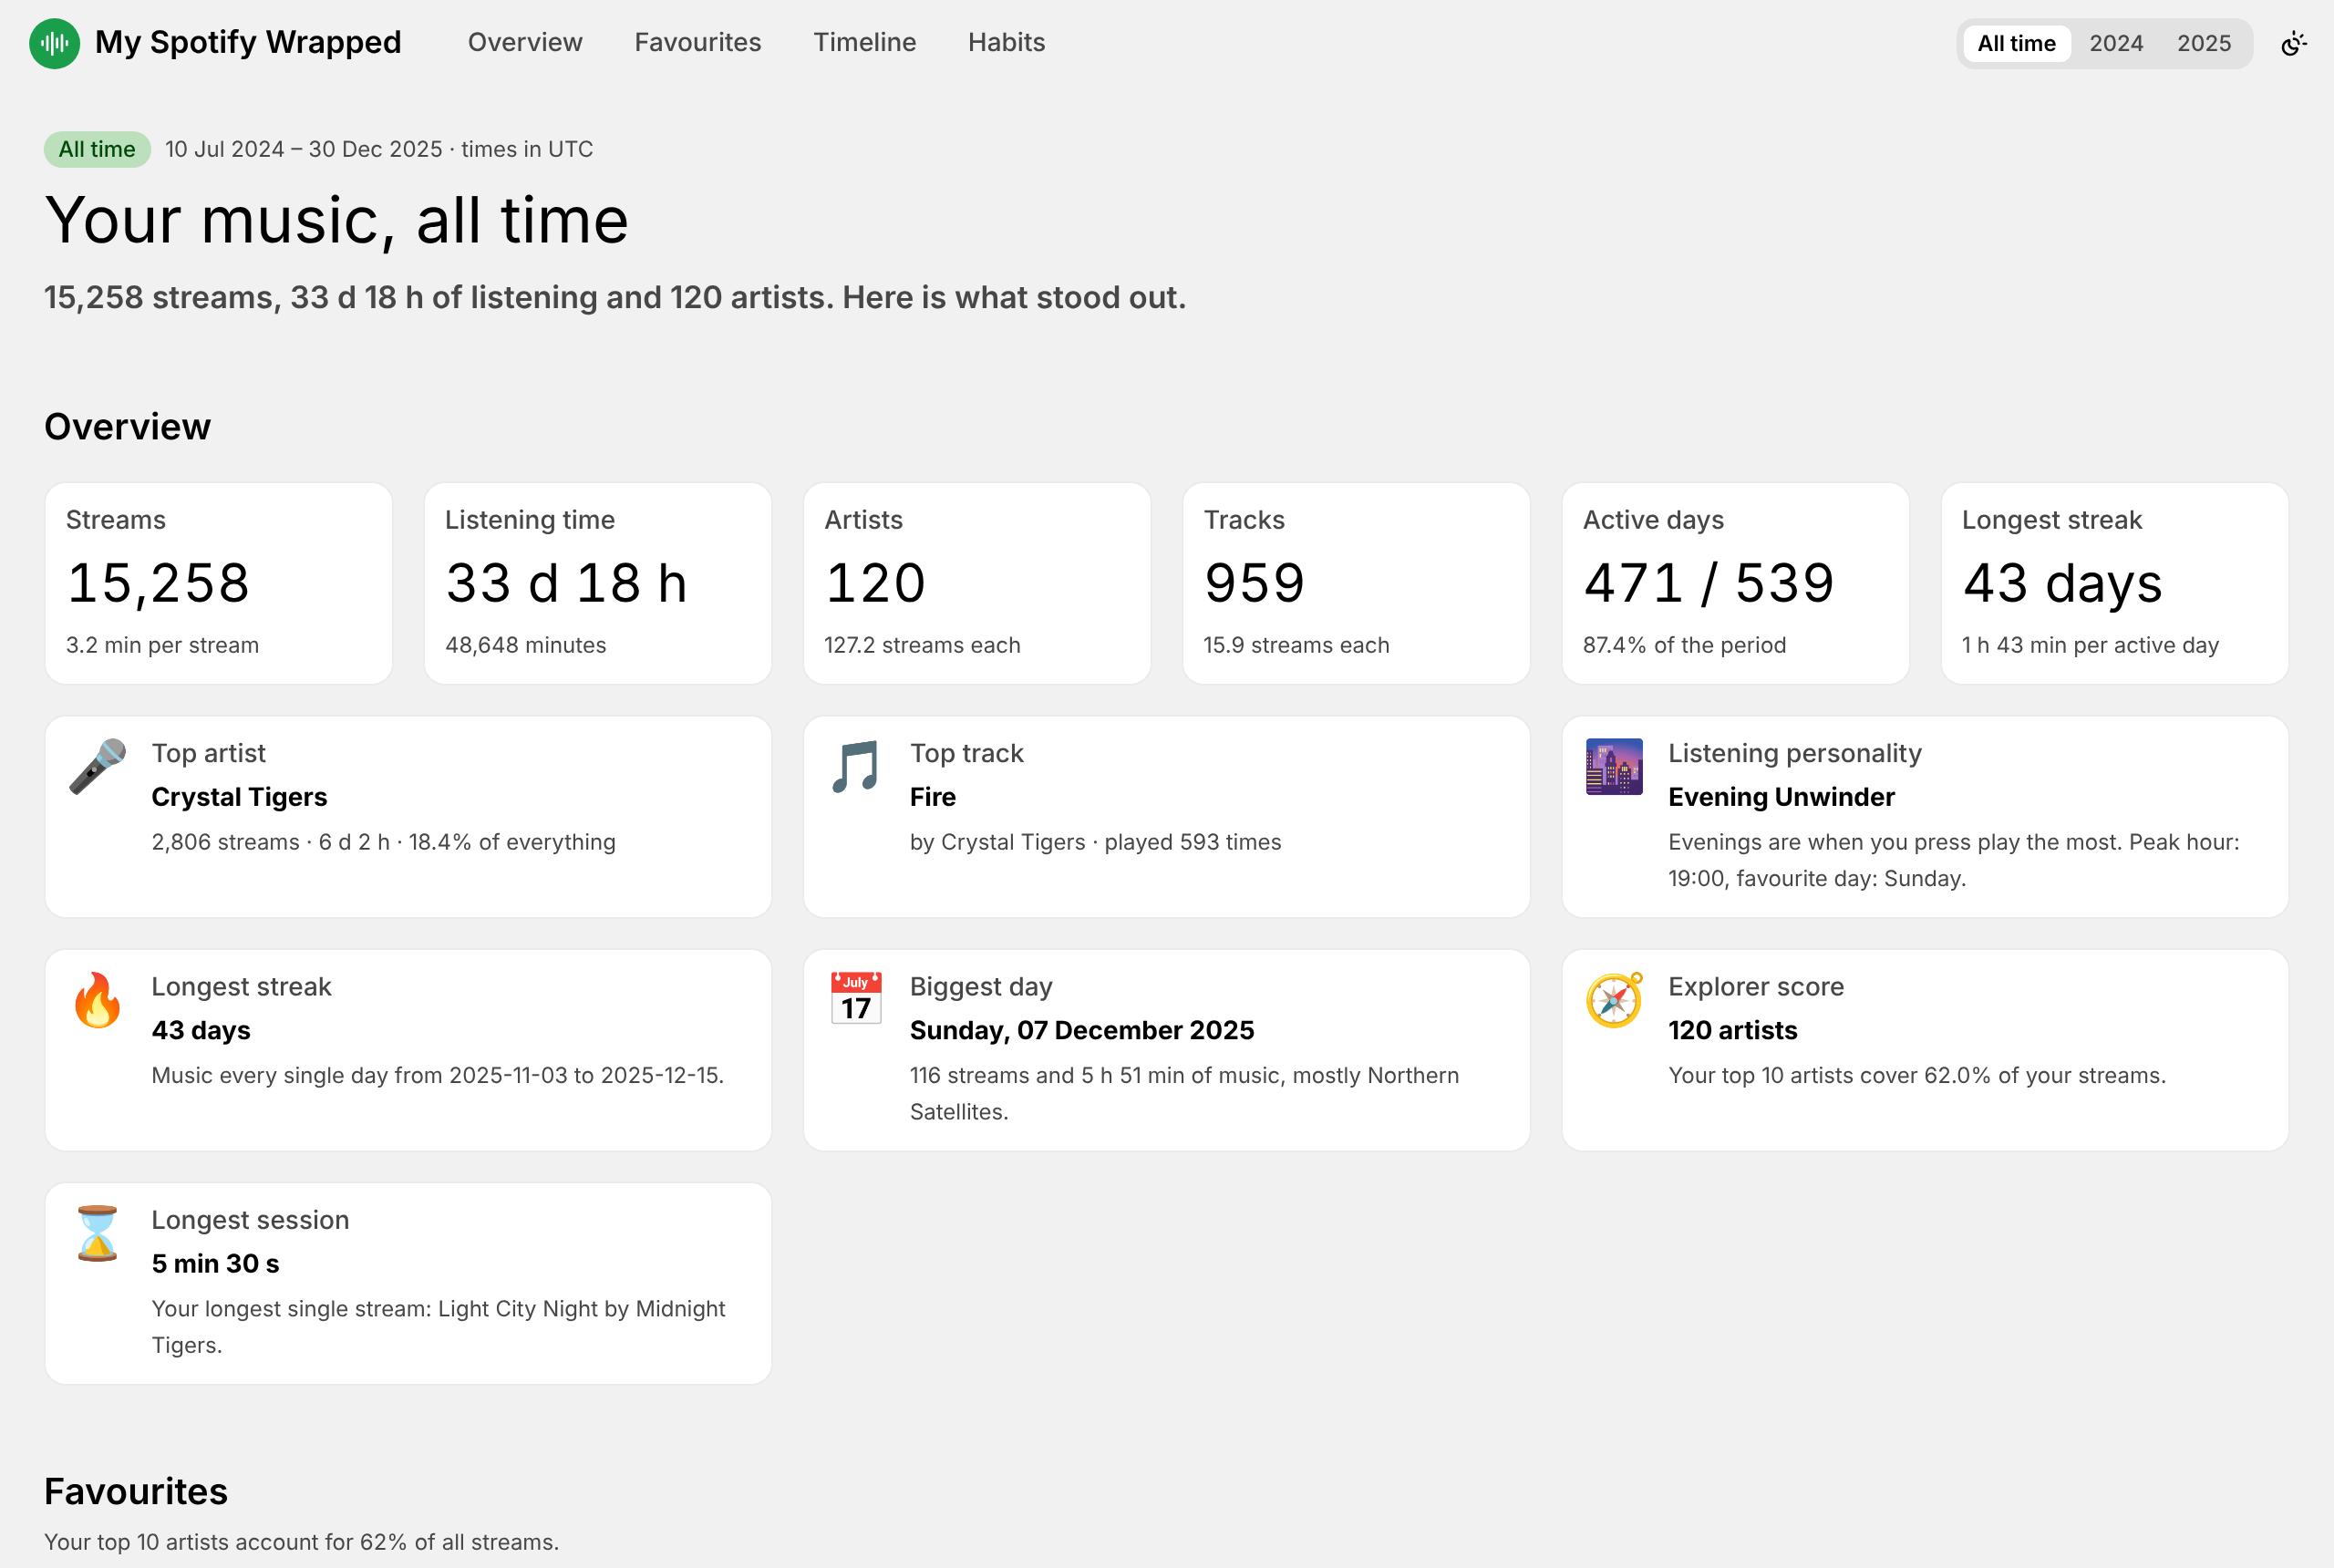 My Spotify Wrapped
Overview
Favourites
Timeline
Habits
All time
2024
2025
All time
10 Jul 2024 – 30 Dec 2025 · times in UTC
Your music, all time
15,258 streams, 33 d 18 h of listening and 120 artists. Here is what stood out.
Overview
Streams
15,258
3.2 min per stream
Listening time
33 d 18 h
48,648 minutes
Artists
120
127.2 streams each
Tracks
959
15.9 streams each
Active days
471 / 539
87.4% of the period
Longest streak
43 days
1 h 43 min per active day
Top artist
Crystal Tigers
2,806 streams · 6 d 2 h · 18.4% of everything
Top track
Fire
by Crystal Tigers · played 593 times
Listening personality
Evening Unwinder
Evenings are when you press play the most. Peak hour:
19:00, favourite day: Sunday.
Longest streak
43 days
Music every single day from 2025-11-03 to 2025-12-15.
July
17
Biggest day
Sunday, 07 December 2025
116 streams and 5 h 51 min of music, mostly Northern
Satellites.
Explorer score
120 artists
Your top 10 artists cover 62.0% of your streams.
Longest session
5 min 30 s
Your longest single stream: Light City Night by Midnight
Tigers.
Favourites
Your top 10 artists account for 62% of all streams.